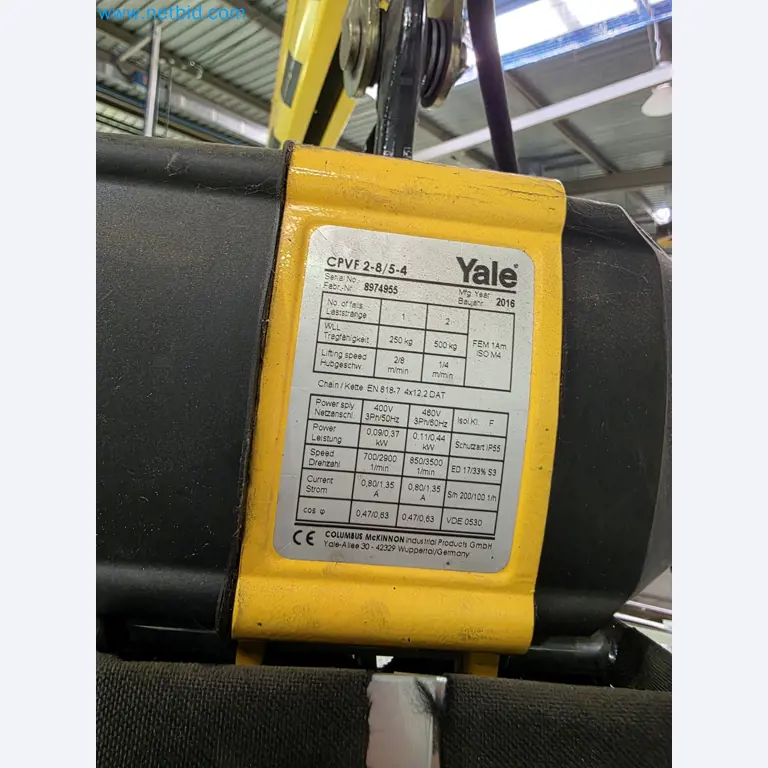 www.netbid.com
CPVF 2-8/5-4 Yale
Serial No. Mfg. Year
Fabr.-Nr. 8974955 Baujahr 2016
No. of falls
Laststränge 1 2 FEM 1Am
ISO M4
WLL
Tragfähigkeit 250 kg 500 kg
Lifting speed
Hubgeschw. 2/8
m/min 1/4
m/min
Chain / Kette EN 818-7 4x12,2 DAT
Power sply
Netzanschl. 400V
3Ph/50Hz 460V
3Ph/60Hz Isol.Kl. F
Power
Leistung 0,09/0,37
kW 0,11/0,44
kW Schutzart IP55
Speed
Drehzahl 700/2900
1/min 850/3500
1/min ED 17/33% S3
Current
Strom 0,80/1,35
A 0,80/1,35
A S/h 200/100 1/h
cos φ 0,47/0,63 0,47/0,63 VDE 0530
CE COLUMBUS McKINNON Industrial Products GmbH
Yale-Allee 30 - 42329 Wuppertal/Germany